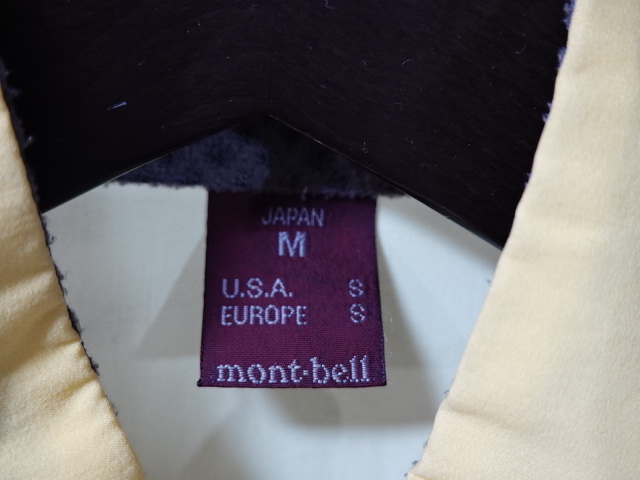 JAPAN
M
U.S.A. S
EUROPE S
mont-bell